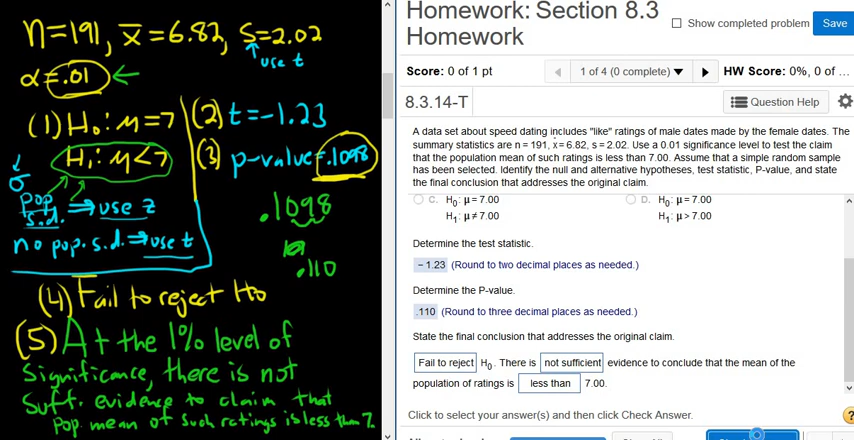 n=191, x̄=6.82, s=2.02
use t
α=.01 ←
(1) H₀: μ=7
H₁: μ<7
σ
pop s.d. ⇒ use z
no pop. s.d. ⇒ use t
(2) t=-1.23
(3) p-value=.1098
.1098
.110
(4) Fail to reject H₀
(5) At the 1% level of
significance, there is not
suff. evidence to claim that
pop. mean of such ratings is less than 7.
Homework: Section 8.3
Homework
Show completed problem
Save
Score: 0 of 1 pt
1 of 4 (0 complete)
HW Score: 0%, 0 of ...
8.3.14-T
Question Help
A data set about speed dating includes "like" ratings of male dates made by the female dates. The
summary statistics are n = 191, x̄ = 6.82, s = 2.02. Use a 0.01 significance level to test the claim
that the population mean of such ratings is less than 7.00. Assume that a simple random sample
has been selected. Identify the null and alternative hypotheses, test statistic, P-value, and state
the final conclusion that addresses the original claim.
C. H₀: μ = 7.00
H₁: μ ≠ 7.00
D. H₀: μ = 7.00
H₁: μ > 7.00
Determine the test statistic.
- 1.23 (Round to two decimal places as needed.)
Determine the P-value.
.110 (Round to three decimal places as needed.)
State the final conclusion that addresses the original claim.
Fail to reject H₀. There is not sufficient evidence to conclude that the mean of the
population of ratings is less than 7.00.
Click to select your answer(s) and then click Check Answer.
?